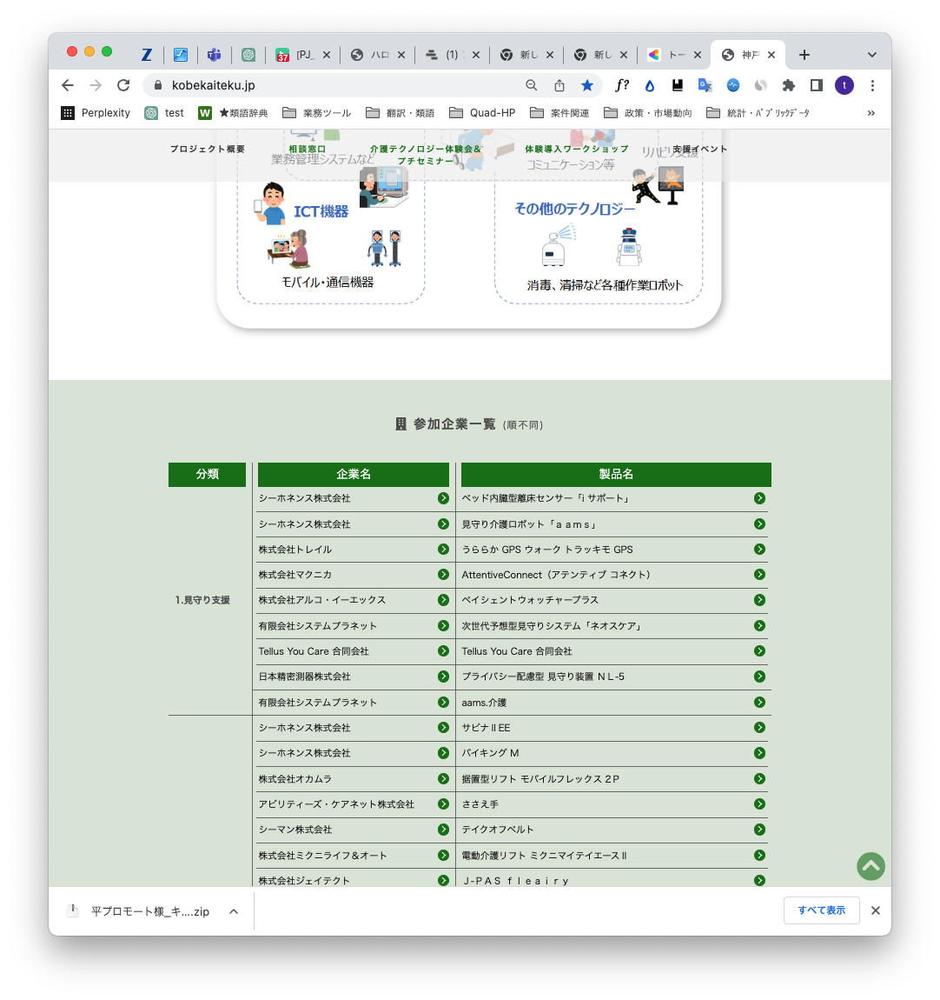 37
[PJ_
ハロ
(1)
新し
新し
トー
神戸
kobekaiteku.jp
f?
t
Perplexity
test
W
★類語辞典
業務ツール
翻訳・類語
Quad-HP
案件関連
政策・市場動向
統計・パブリックデータ
»
プロジェクト概要
相談窓口
介護テクノロジー体験会&
プチセミナー
体験導入ワークショップ
支援イベント
業務管理システムなど
コミュニケーション等
リハビリ支援
ICT機器
その他のテクノロジー
モバイル・通信機器
消毒、清掃など各種作業ロボット
参加企業一覧 (順不同)
分類 企業名 製品名
シーホネンス株式会社 ベッド内臓型離床センサー「i サポート」
シーホネンス株式会社 見守り介護ロボット「ａａｍｓ」
株式会社トレイル うららか GPS ウォーク トラッキモ GPS
株式会社マクニカ AttentiveConnect（アテンティブ コネクト）
1.見守り支援 株式会社アルコ・イーエックス ペイシェントウォッチャープラス
有限会社システムプラネット 次世代予想型見守りシステム「ネオスケア」
Tellus You Care 合同会社 Tellus You Care 合同会社
日本精密測器株式会社 プライバシー配慮型 見守り装置 ＮＬ-5
有限会社システムプラネット aams.介護
シーホネンス株式会社 サビナⅡEE
シーホネンス株式会社 バイキング M
株式会社オカムラ 据置型リフト モバイルフレックス ２Ｐ
アビリティーズ・ケアネット株式会社 ささえ手
シーマン株式会社 テイクオフベルト
株式会社ミクニライフ＆オート 電動介護リフト ミクニマイテイエースⅡ
株式会社ジェイテクト Ｊ-ＰＡＳ ｆｌｅａｉｒｙ
平プロモート様_キ....zip
すべて表示